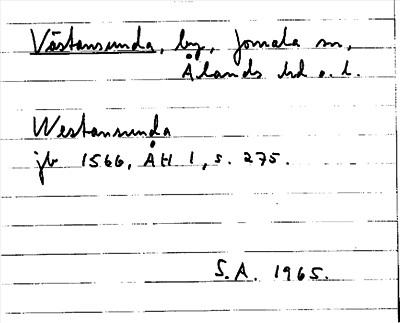 Västansunda, by, Jomala sn,
Ålands hd o. l.
Westansunda
jb 1566, ÅH 1, s. 275.
S.A. 1965.